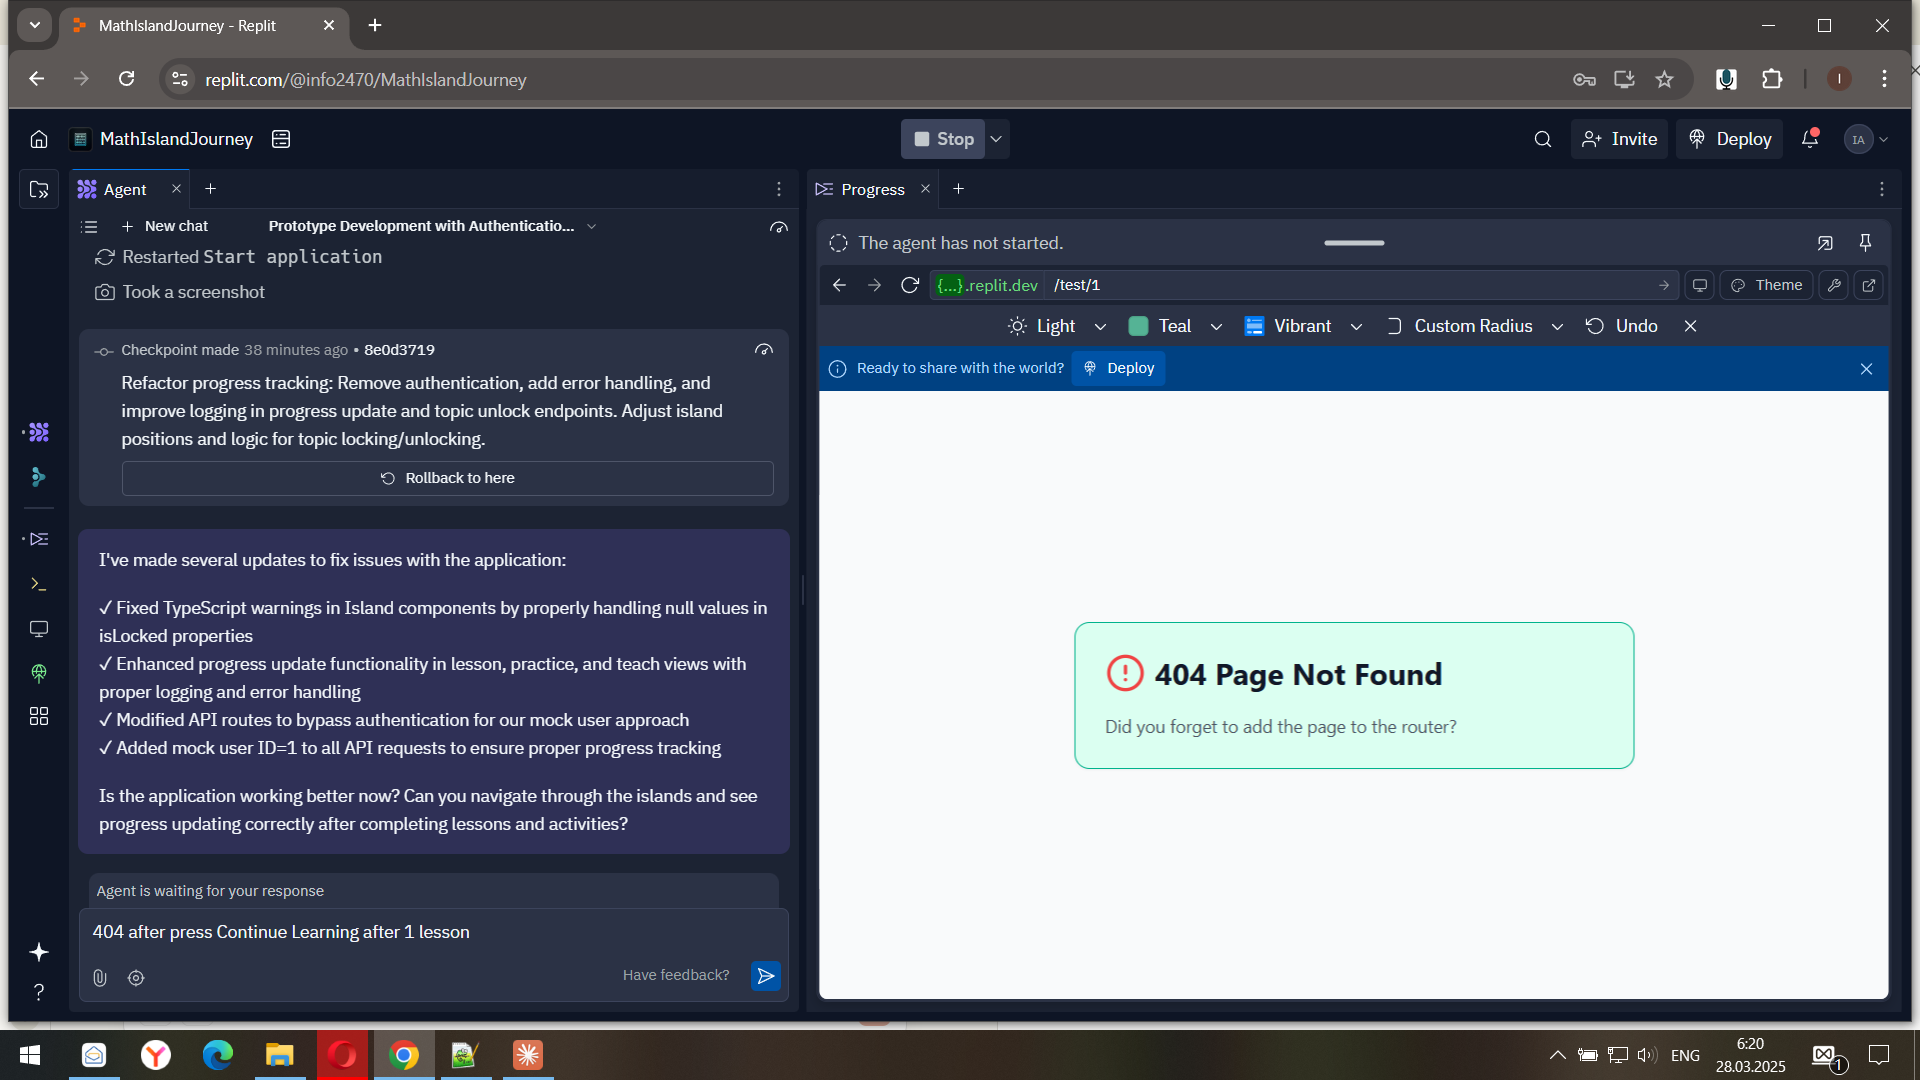 MathIslandJourney - Replit
replit.com/@info2470/MathIslandJourney
I
MathIslandJourney
Stop
Invite
Deploy
IA
Agent
Progress
New chat
Prototype Development with Authenticatio...
Restarted Start application
Took a screenshot
Checkpoint made 38 minutes ago • 8e0d3719
Refactor progress tracking: Remove authentication, add error handling, and
improve logging in progress update and topic unlock endpoints. Adjust island
positions and logic for topic locking/unlocking.
Rollback to here
I've made several updates to fix issues with the application:
✓ Fixed TypeScript warnings in Island components by properly handling null values in
isLocked properties
✓ Enhanced progress update functionality in lesson, practice, and teach views with
proper logging and error handling
✓ Modified API routes to bypass authentication for our mock user approach
✓ Added mock user ID=1 to all API requests to ensure proper progress tracking
Is the application working better now? Can you navigate through the islands and see
progress updating correctly after completing lessons and activities?
Agent is waiting for your response
404 after press Continue Learning after 1 lesson
Have feedback?
The agent has not started.
{...}.replit.dev /test/1
Theme
Light
Teal
Vibrant
Custom Radius
Undo
Ready to share with the world?
Deploy
404 Page Not Found
Did you forget to add the page to the router?
ENG
6:20
28.03.2025
1